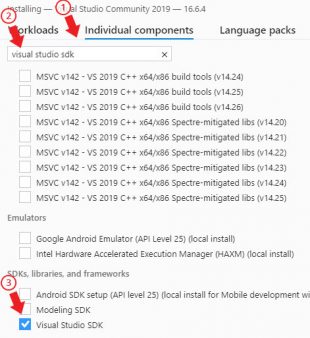 Installing — Visual Studio Community 2019 — 16.6.4
1
2
Workloads
Individual components
Language packs
visual studio sdk
MSVC v142 - VS 2019 C++ x64/x86 build tools (v14.24)
MSVC v142 - VS 2019 C++ x64/x86 build tools (v14.25)
MSVC v142 - VS 2019 C++ x64/x86 build tools (v14.26)
MSVC v142 - VS 2019 C++ x64/x86 Spectre-mitigated libs (v14.20)
MSVC v142 - VS 2019 C++ x64/x86 Spectre-mitigated libs (v14.21)
MSVC v142 - VS 2019 C++ x64/x86 Spectre-mitigated libs (v14.22)
MSVC v142 - VS 2019 C++ x64/x86 Spectre-mitigated libs (v14.23)
MSVC v142 - VS 2019 C++ x64/x86 Spectre-mitigated libs (v14.24)
MSVC v142 - VS 2019 C++ x64/x86 Spectre-mitigated libs (v14.25)
Emulators
Google Android Emulator (API Level 25) (local install)
Intel Hardware Accelerated Execution Manager (HAXM) (local install)
SDKs, libraries, and frameworks
3
Android SDK setup (API level 25) (local install for Mobile development wi
Modeling SDK
Visual Studio SDK